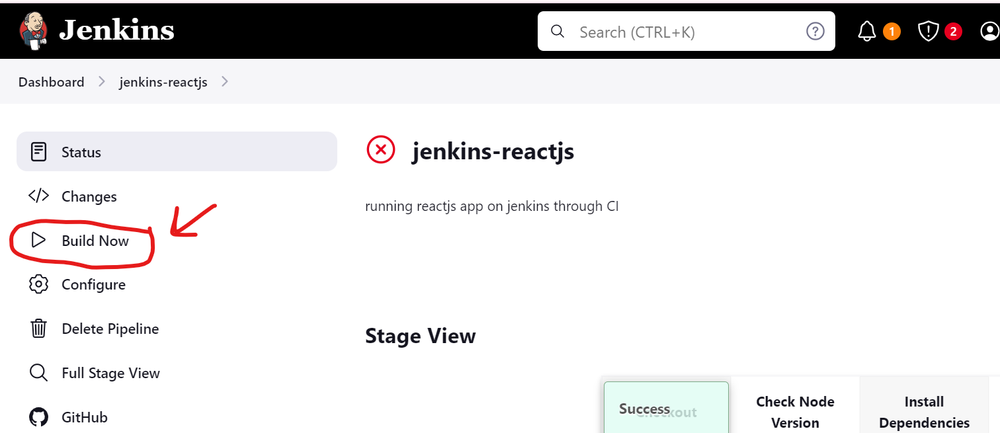 Jenkins
Search (CTRL+K)
?
1
2
Dashboard
jenkins-reactjs
Status
jenkins-reactjs
Changes
running reactjs app on jenkins through CI
Build Now
Configure
Delete Pipeline
Stage View
Full Stage View
GitHub
Success
Checkout
Check Node
Version
Install
Dependencies